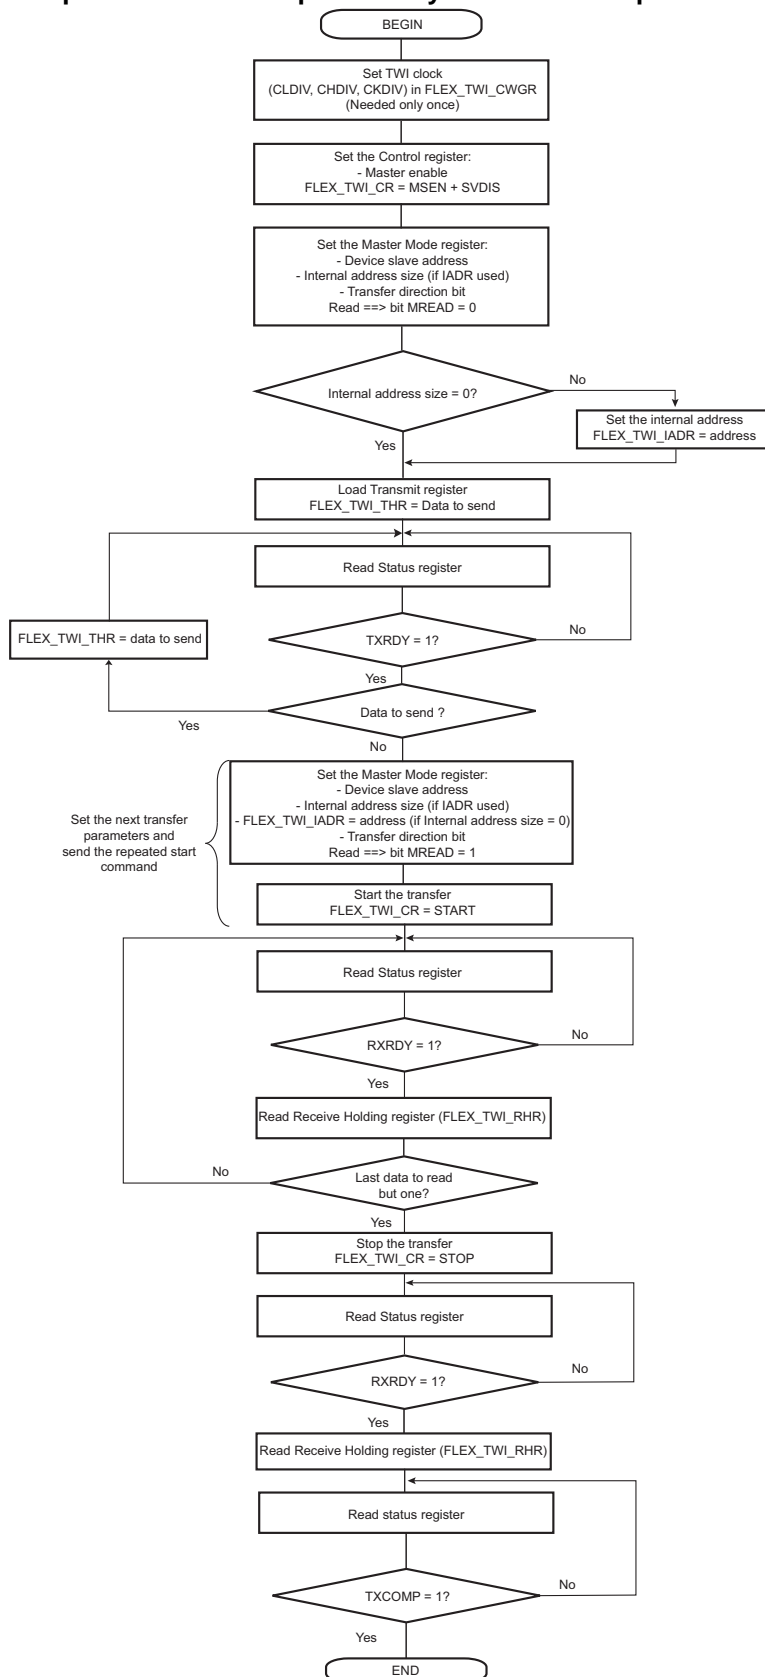 BEGIN
Set TWI clock
(CLDIV, CHDIV, CKDIV) in FLEX_TWI_CWGR
(Needed only once)
Set the Control register:
- Master enable
FLEX_TWI_CR = MSEN + SVDIS
Set the Master Mode register:
- Device slave address
- Internal address size (if IADR used)
- Transfer direction bit
Read ==> bit MREAD = 0
Internal address size = 0?
No
Set the internal address
FLEX_TWI_IADR = address
Yes
Load Transmit register
FLEX_TWI_THR = Data to send
Read Status register
FLEX_TWI_THR = data to send
TXRDY = 1?
No
Yes
Data to send ?
Yes
No
Set the Master Mode register:
- Device slave address
- Internal address size (if IADR used)
- FLEX_TWI_IADR = address (if Internal address size = 0)
- Transfer direction bit
Read ==> bit MREAD = 1
Set the next transfer
parameters and
send the repeated start
command
Start the transfer
FLEX_TWI_CR = START
Read Status register
RXRDY = 1?
No
Yes
Read Receive Holding register (FLEX_TWI_RHR)
Last data to read
but one?
No
Yes
Stop the transfer
FLEX_TWI_CR = STOP
Read Status register
RXRDY = 1?
No
Yes
Read Receive Holding register (FLEX_TWI_RHR)
Read status register
TXCOMP = 1?
No
Yes
END